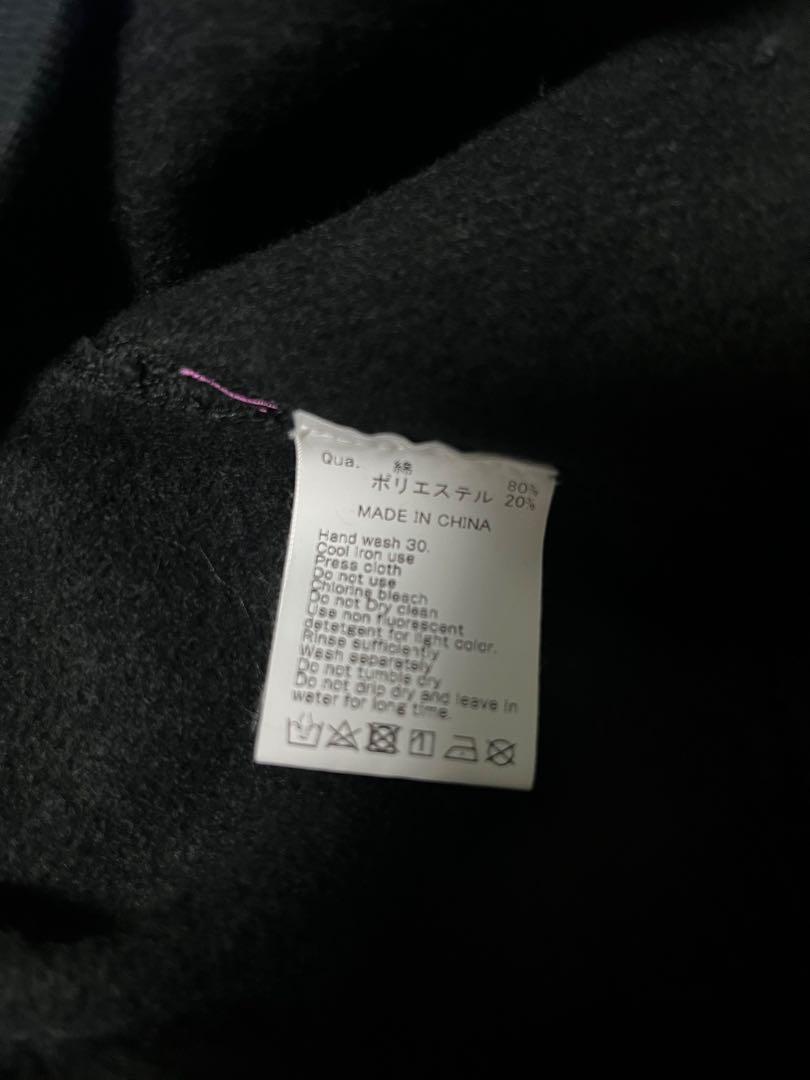 Qua. 綿 80%
ポリエステル 20%
MADE IN CHINA
Hand wash 30.
Cool Iron use
Press cloth
Do not use
Chlorine bleach
Do not Dry clean
Use non fluorescent
detetgent for light color.
Rinse sufficiently
Wash separately
Do not tumble dry
Do not drip dry and leave in
water for long time.